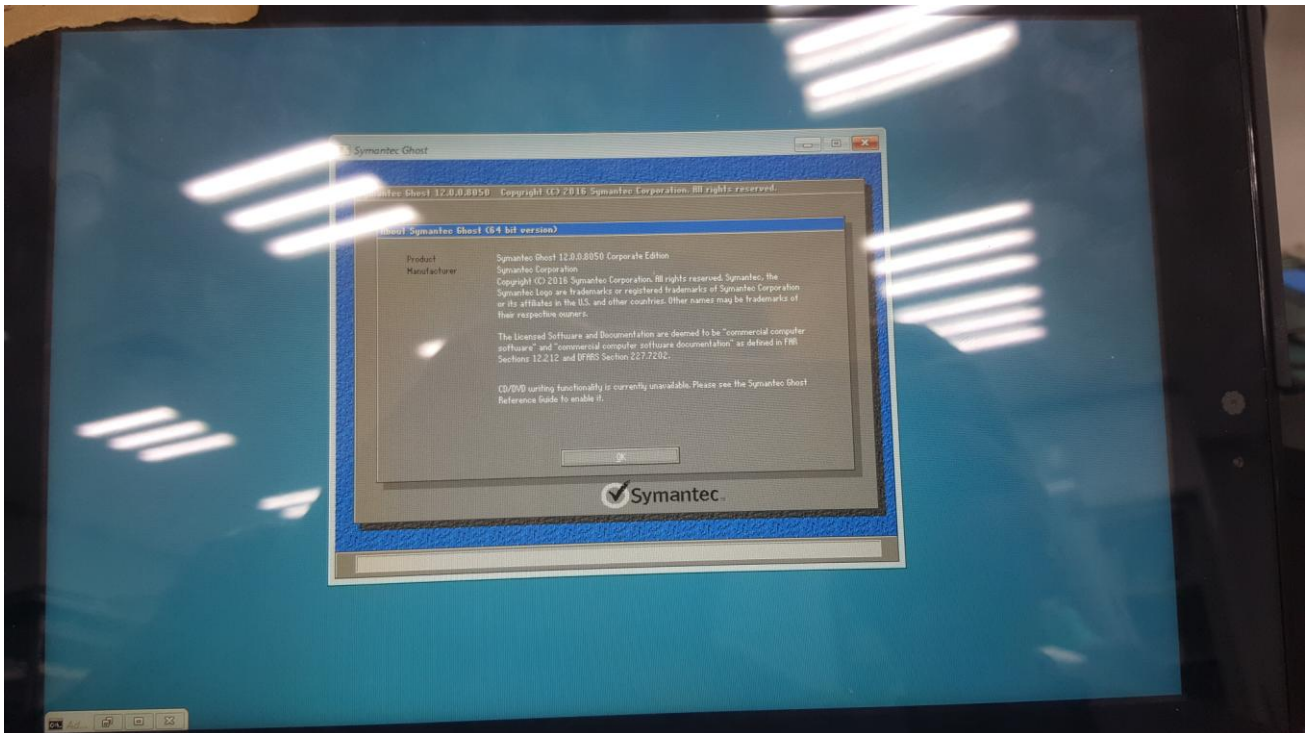 Symantec Ghost
Ghost 12.0.0.8050 Copyright (C) 2016 Symantec Corporation. All rights reserved.
About Symantec Ghost (64 bit version)
Product Symantec Ghost 12.0.0.8050 Corporate Edition
Manufacturer Symantec Corporation
Copyright (C) 2016 Symantec Corporation. All rights reserved. Symantec, the
Symantec Logo are trademarks or registered trademarks of Symantec Corporation
or its affiliates in the U.S. and other countries. Other names may be trademarks of
their respective owners.
The Licensed Software and Documentation are deemed to be "commercial computer
software" and "commercial computer software documentation" as defined in FAR
Sections 12.212 and DFARS Section 227.7202.
CD/DVD writing functionality is currently unavailable. Please see the Symantec Ghost
Reference Guide to enable it.
OK
Symantec
Ad...